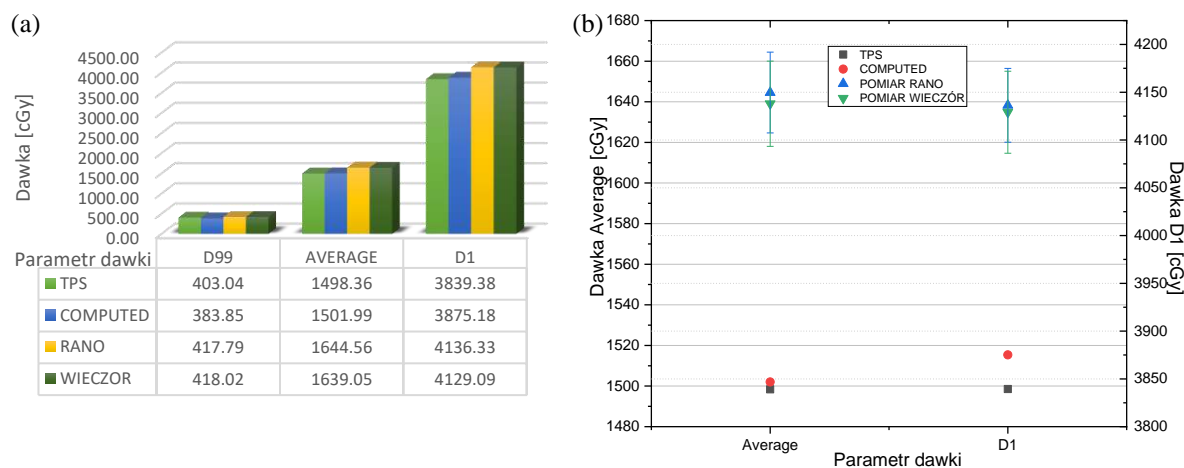 (a)
Dawka [cGy]
4500.00
4000.00
3500.00
3000.00
2500.00
2000.00
1500.00
1000.00
500.00
0.00
Parametr dawki D99 AVERAGE D1
TPS 403.04 1498.36 3839.38
COMPUTED 383.85 1501.99 3875.18
RANO 417.79 1644.56 4136.33
WIECZOR 418.02 1639.05 4129.09
(b)
Dawka Average [cGy]
1680
1660
1640
1620
1600
1580
1560
1540
1520
1500
1480
TPS
COMPUTED
POMIAR RANO
POMIAR WIECZÓR
4200
4150
4100
4050
4000
3950
3900
3850
3800
Dawka D1 [cGy]
Average D1
Parametr dawki